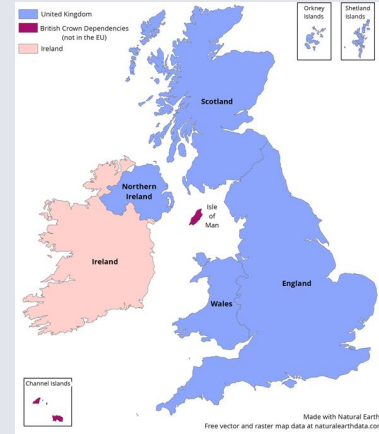 United Kingdom
British Crown Dependencies
(not in the EU)
Ireland
Orkney
Islands
Shetland
Islands
Scotland
Northern
Ireland
Isle
of
Man
Ireland
England
Wales
Channel Islands
Made with Natural Earth
Free vector and raster map data at naturalearthdata.com